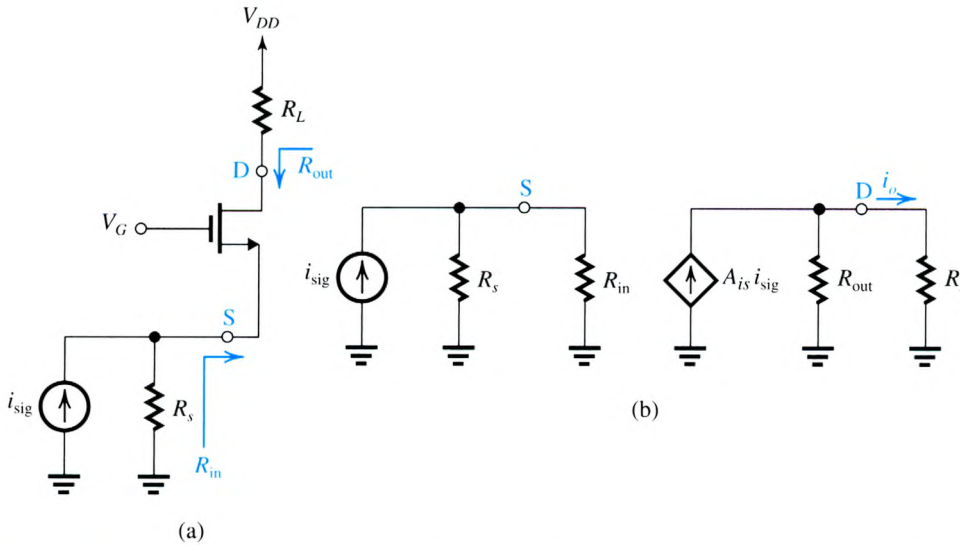 V_DD
R_L
D
R_out
V_G
S
i_sig
R_s
R_in
(a)
S
i_sig
R_s
R_in
D
i_o
A_is i_sig
R_out
R
(b)